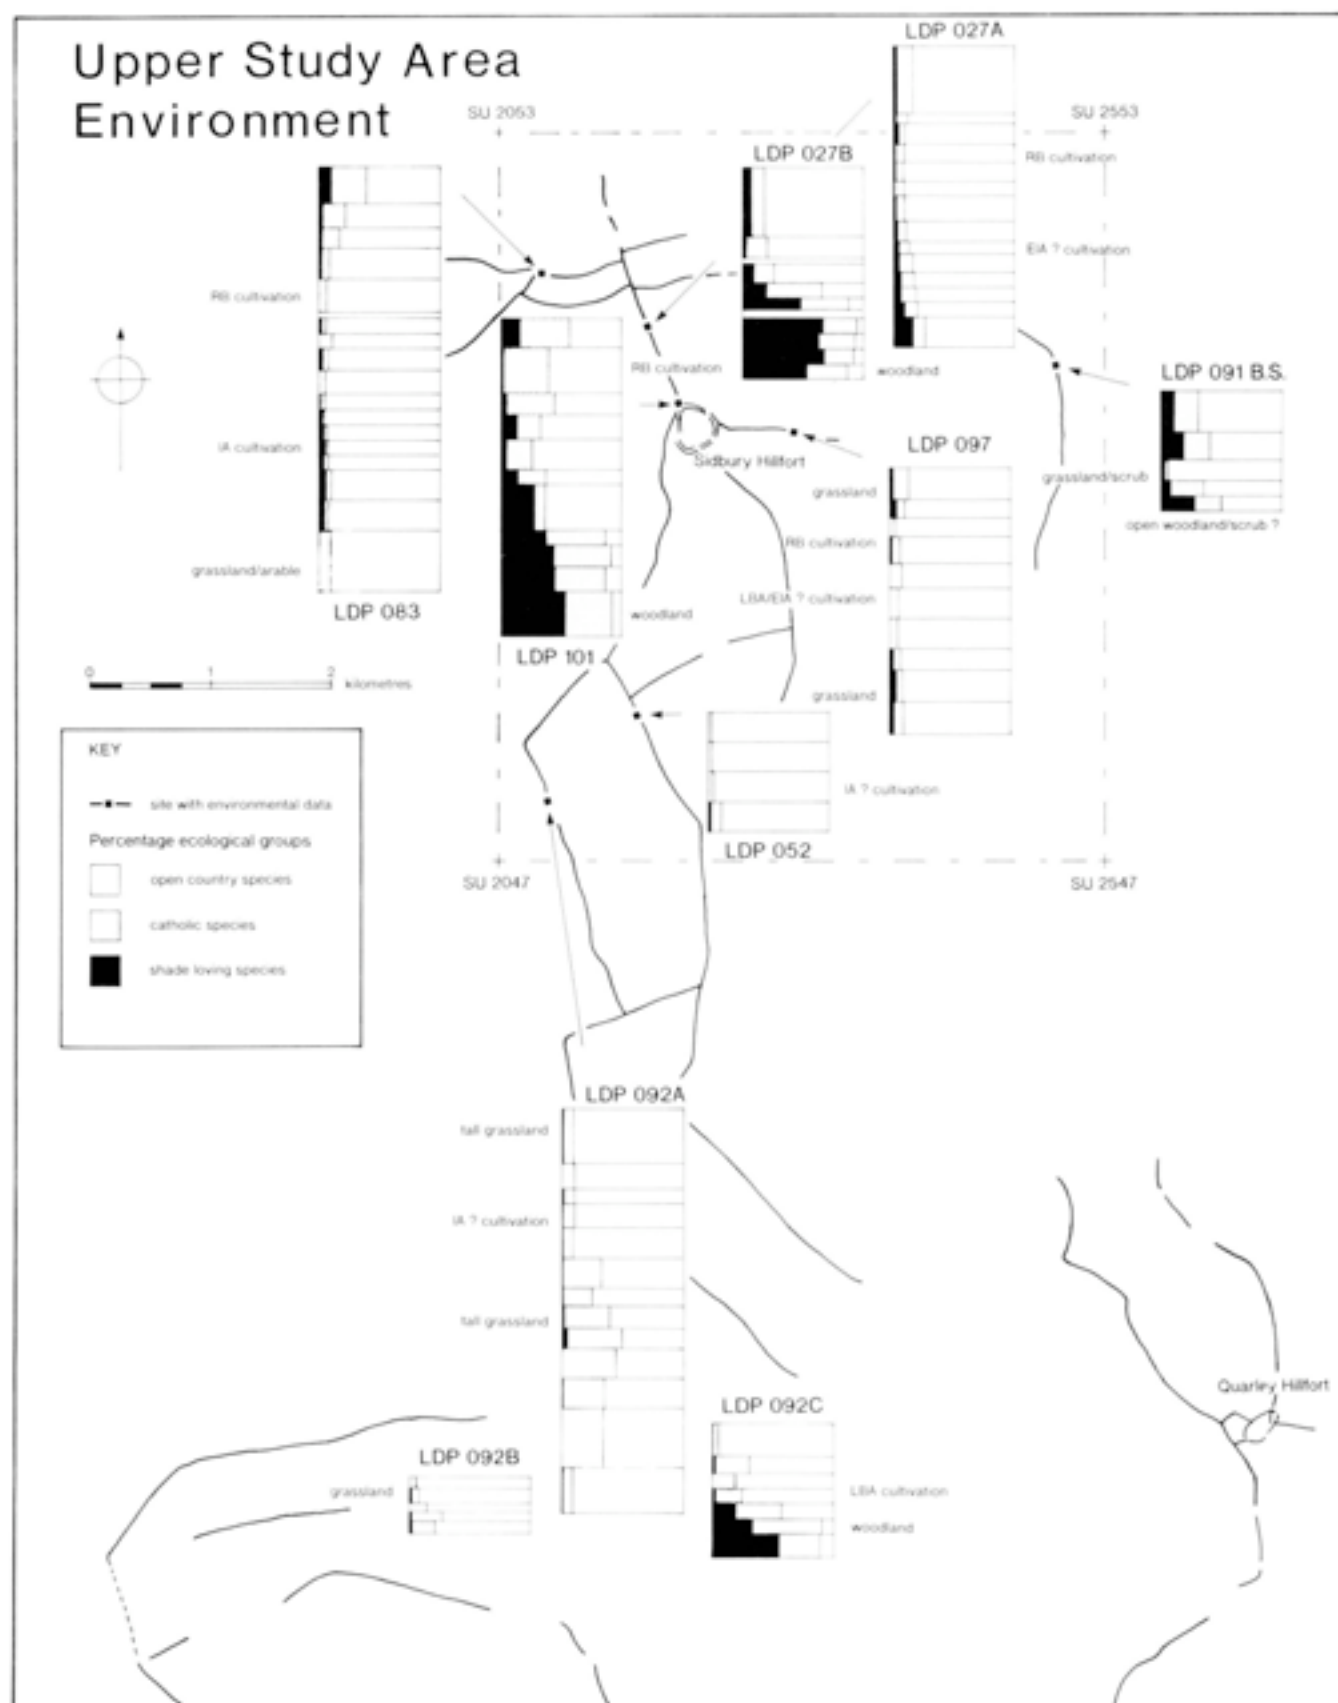 Upper Study Area
Environment
SU 2053
SU 2553
LDP 027A
RB cultivation
EIA ? cultivation
LDP 027B
woodland
RB cultivation
IA cultivation
grassland/arable
LDP 083
RB cultivation
woodland
LDP 101
Sidbury Hillfort
LDP 091 B.S.
grassland/scrub
open woodland/scrub ?
LDP 097
grassland
RB cultivation
LBA/EIA ? cultivation
grassland
0 1 2
kilometres
IA ? cultivation
LDP 052
SU 2047
SU 2547
KEY
site with environmental data
Percentage ecological groups
open country species
catholic species
shade loving species
LDP 092A
tall grassland
IA ? cultivation
tall grassland
Quarley Hillfort
LDP 092B
grassland
LDP 092C
LBA cultivation
woodland